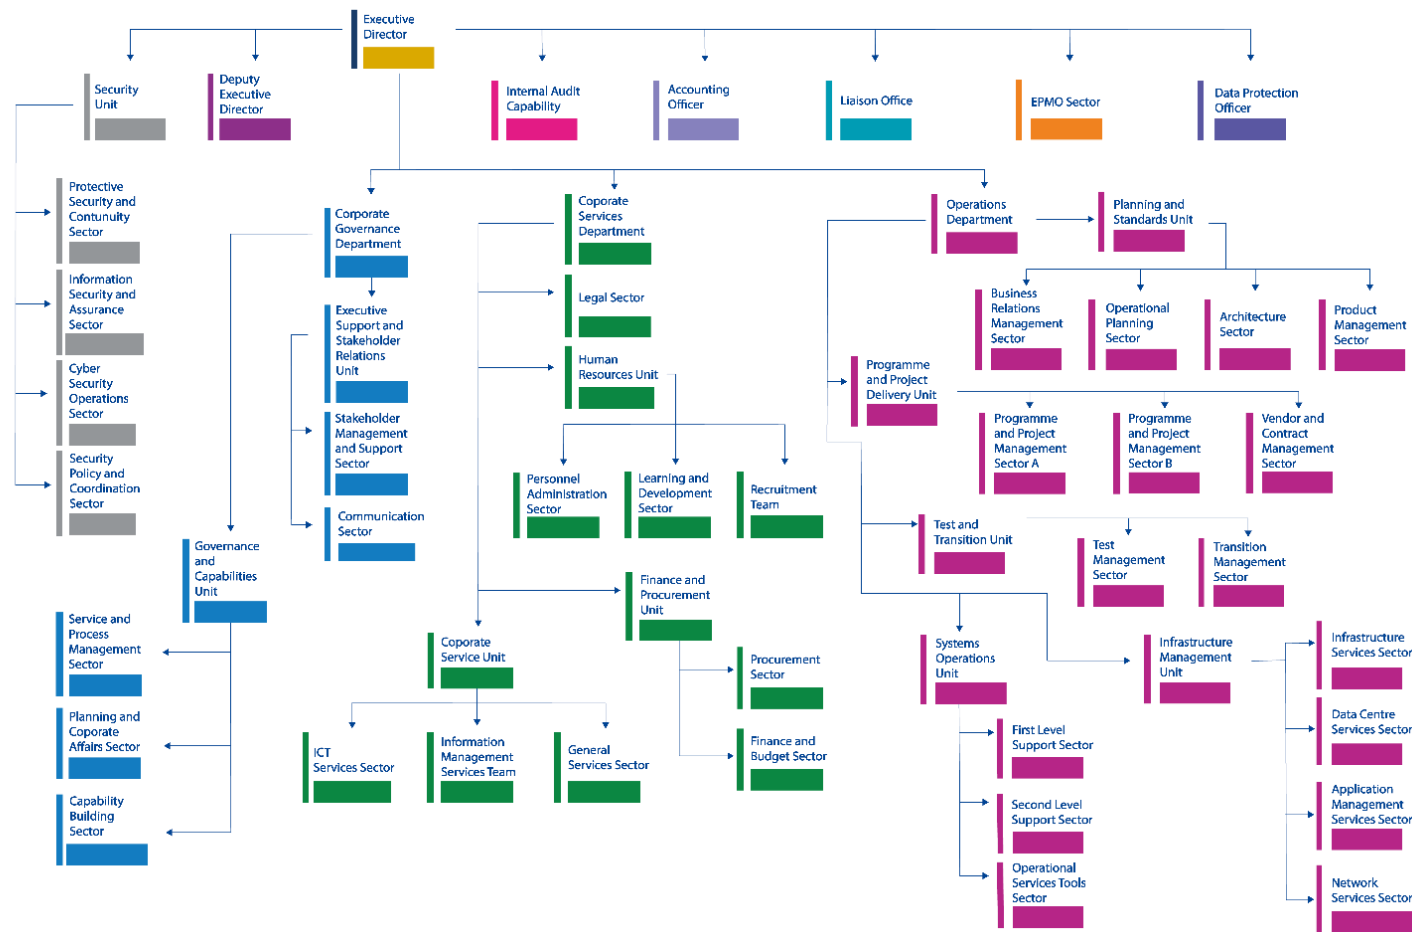 Executive
Director
Security
Unit
Deputy
Executive
Director
Internal Audit
Capability
Accounting
Officer
Liaison Office
EPMO Sector
Data Protection
Officer
Protective
Security and
Contunuity
Sector
Information
Security and
Assurance
Sector
Cyber
Security
Operations
Sector
Security
Policy and
Coordination
Sector
Corporate
Governance
Department
Executive
Support and
Stakeholder
Relations
Unit
Stakeholder
Management
and Support
Sector
Communication
Sector
Governance
and
Capabilities
Unit
Service and
Process
Management
Sector
Planning and
Coporate
Affairs Sector
Capability
Building
Sector
Coporate
Services
Department
Legal Sector
Human
Resources Unit
Personnel
Administration
Sector
Learning and
Development
Sector
Recruitment
Team
Finance and
Procurement
Unit
Procurement
Sector
Finance and
Budget Sector
Coporate
Service Unit
ICT
Services Sector
Information
Management
Services Team
General
Services Sector
Operations
Department
Planning and
Standards Unit
Business
Relations
Management
Sector
Operational
Planning
Sector
Architecture
Sector
Product
Management
Sector
Programme
and Project
Delivery Unit
Programme
and Project
Management
Sector A
Programme
and Project
Management
Sector B
Vendor and
Contract
Management
Sector
Test and
Transition Unit
Test
Management
Sector
Transition
Management
Sector
Systems
Operations
Unit
First Level
Support Sector
Second Level
Support Sector
Operational
Services Tools
Sector
Infrastructure
Management
Unit
Infrastructure
Services Sector
Data Centre
Services Sector
Application
Management
Services Sector
Network
Services Sector